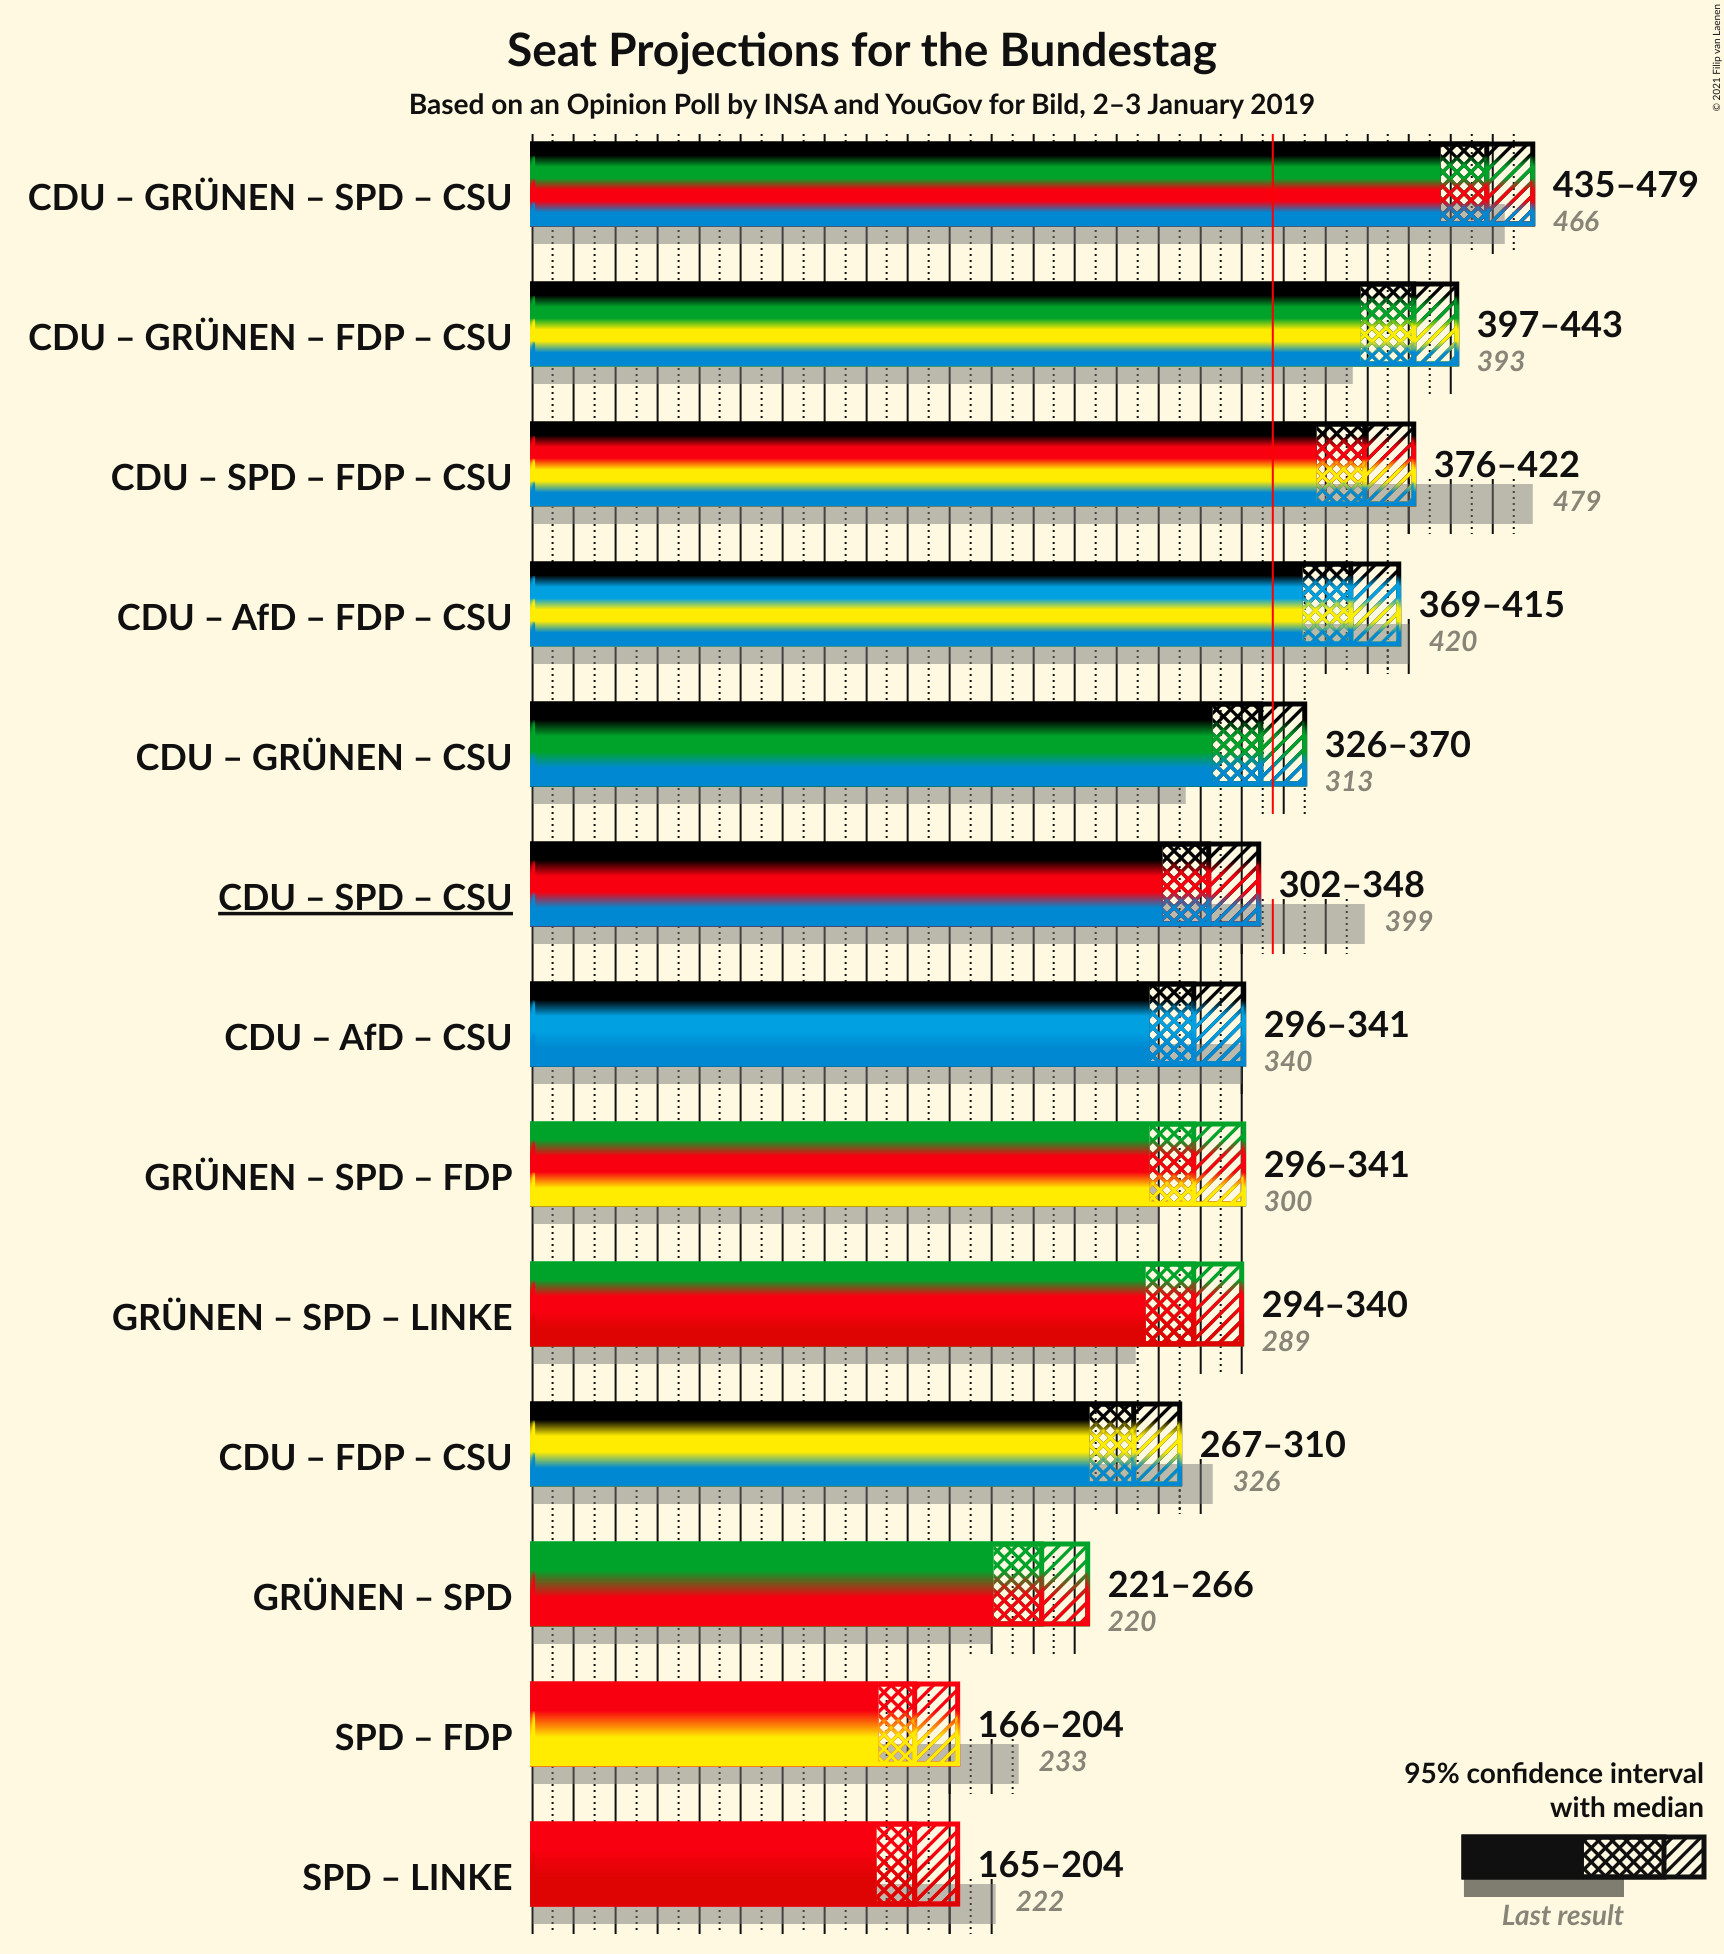 Seat Projections for the Bundestag
Based on an Opinion Poll by INSA and YouGov for Bild, 2–3 January 2019
© 2021 Filip van Laenen
CDU – GRÜNEN – SPD – CSU
435–479
466
CDU – GRÜNEN – FDP – CSU
397–443
393
CDU – SPD – FDP – CSU
376–422
479
CDU – AfD – FDP – CSU
369–415
420
CDU – GRÜNEN – CSU
326–370
313
CDU – SPD – CSU
302–348
399
CDU – AfD – CSU
296–341
340
GRÜNEN – SPD – FDP
296–341
300
GRÜNEN – SPD – LINKE
294–340
289
CDU – FDP – CSU
267–310
326
GRÜNEN – SPD
221–266
220
SPD – FDP
166–204
233
SPD – LINKE
165–204
222
95% confidence interval
with median
Last result